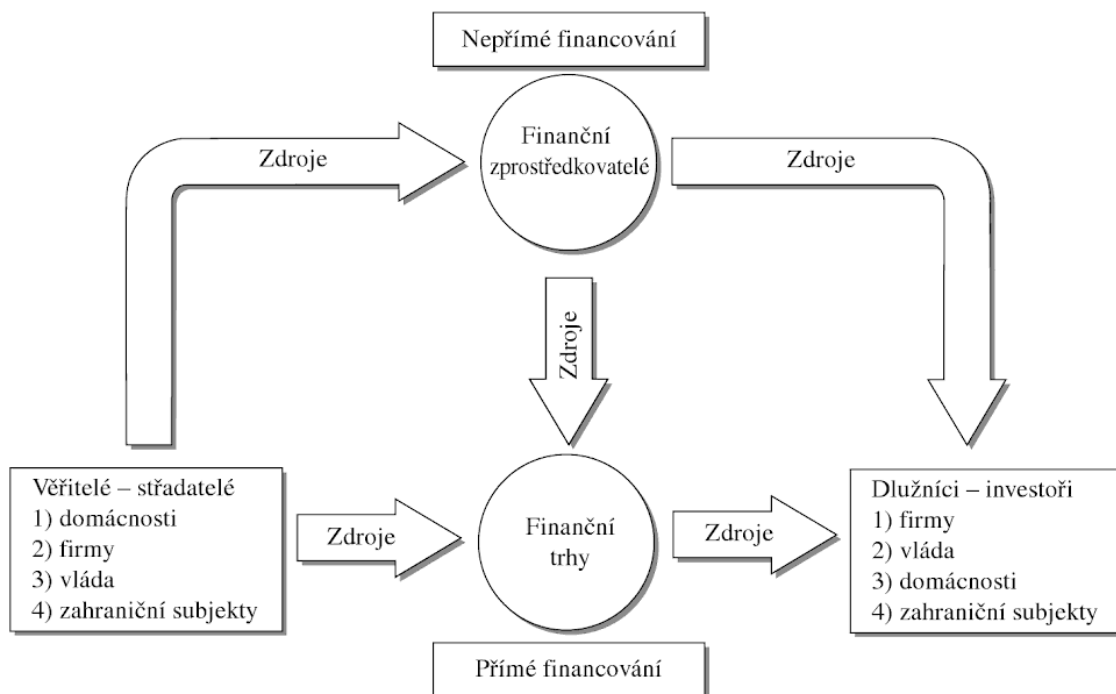 Nepřímé financování
Finanční
zprostředkovatelé
Zdroje
Zdroje
Zdroje
Věřitelé – střadatelé
1) domácnosti
2) firmy
3) vláda
4) zahraniční subjekty
Zdroje
Finanční
trhy
Zdroje
Dlužníci – investoři
1) firmy
2) vláda
3) domácnosti
4) zahraniční subjekty
Přímé financování